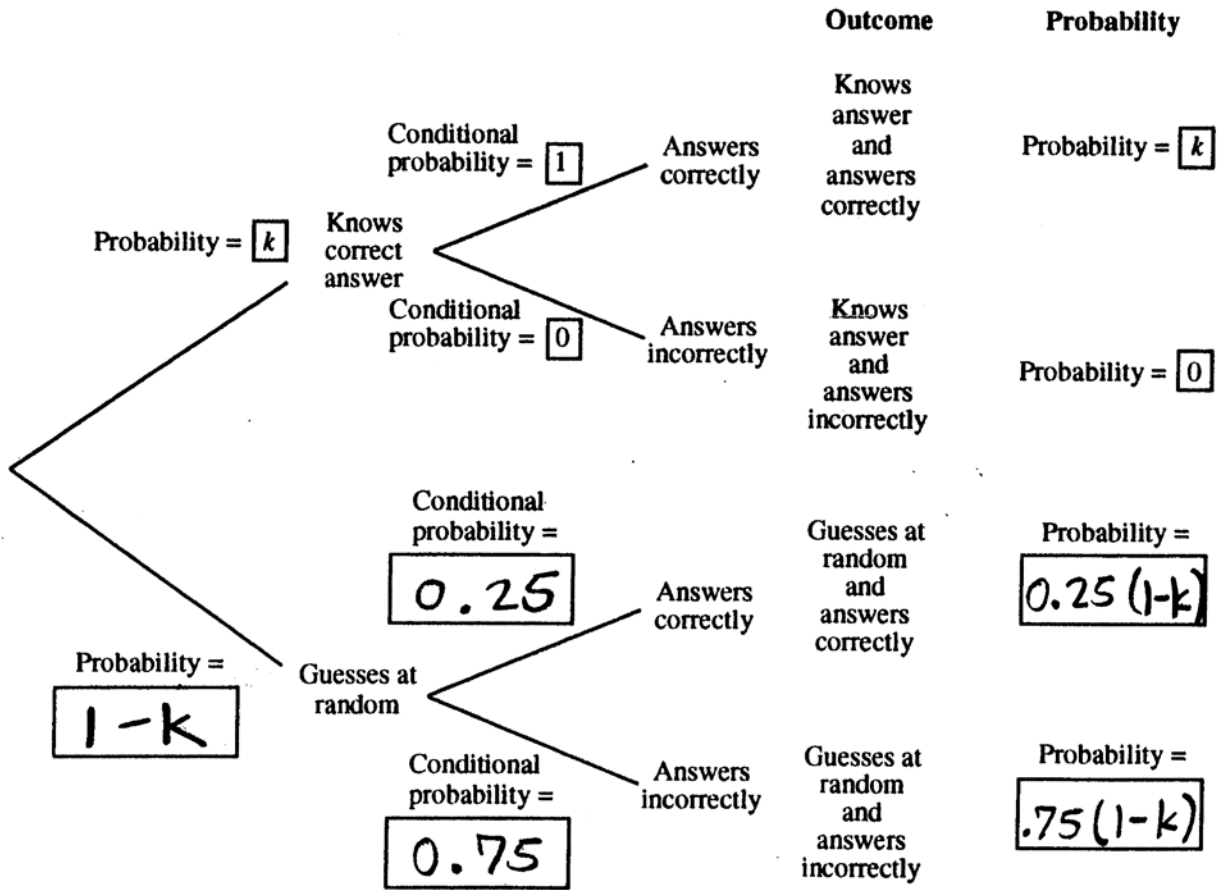 Outcome
Probability
Knows
answer
and
answers
correctly
Conditional
probability = 1
Answers
correctly
Probability = k
Probability = k
Knows
correct
answer
Conditional
probability = 0
Answers
incorrectly
Knows
answer
and
answers
incorrectly
Probability = 0
Conditional
probability =
0.25
Answers
correctly
Guesses at
random
and
answers
correctly
Probability =
0.25 (1-k)
Probability =
1-k
Guesses at
random
Conditional
probability =
0.75
Answers
incorrectly
Guesses at
random
and
answers
incorrectly
Probability =
.75(1-k)